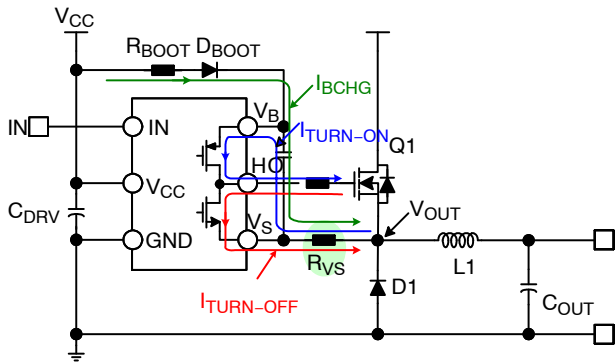 VCC
RBOOT DBOOT
IBCHG
VB
IN IN
ITURN−ON
HO Q1
VCC
CDRV
VS
VOUT
GND
RVS L1
ITURN−OFF D1
COUT